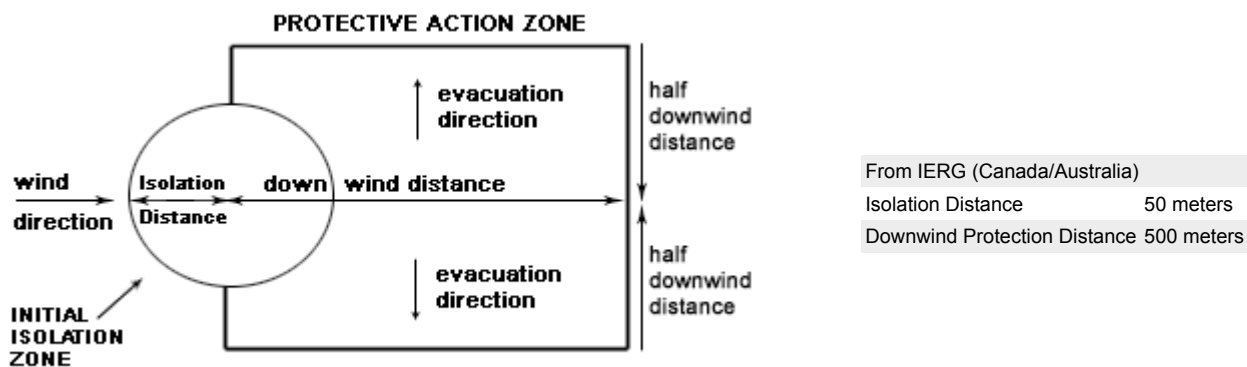 PROTECTIVE ACTION ZONE
evacuation
direction
half
downwind
distance
wind
direction
Isolation
Distance
down wind distance
evacuation
direction
half
downwind
distance
INITIAL
ISOLATION
ZONE
From IERG (Canada/Australia)
Isolation Distance 50 meters
Downwind Protection Distance 500 meters